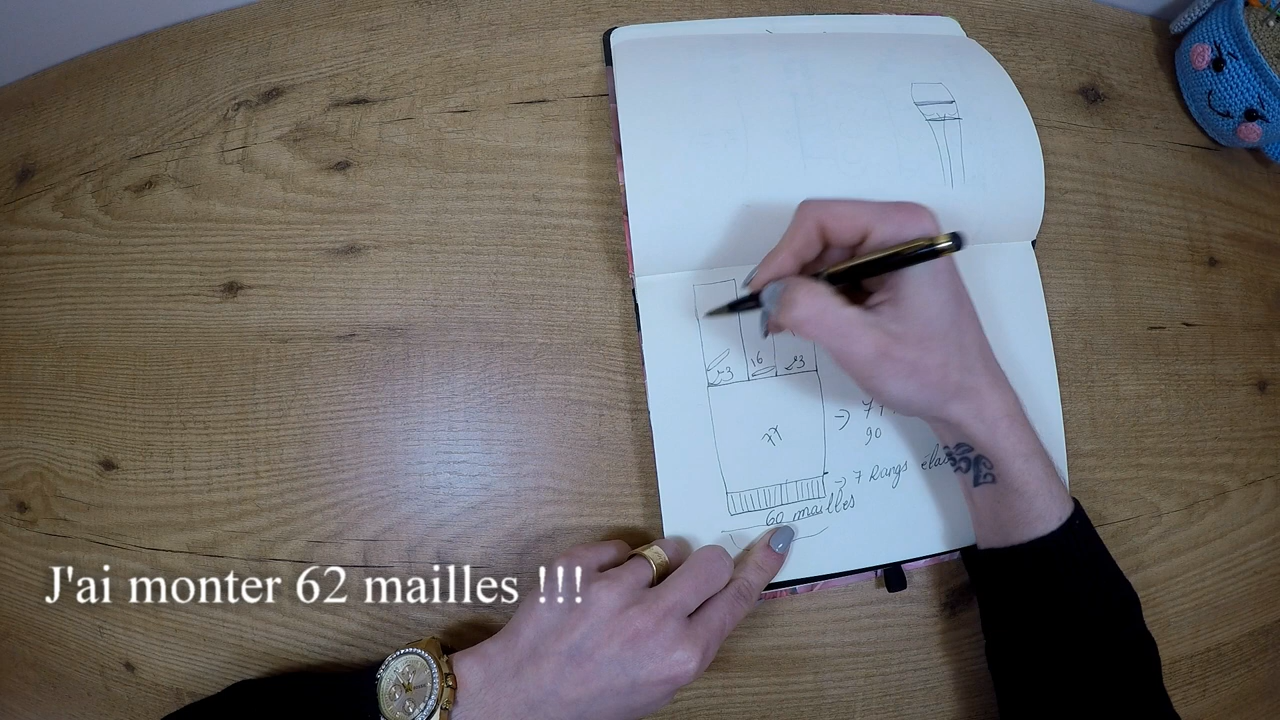 23 16 23
77
90
7 Rangs
60 mailles
J'ai monter 62 mailles !!!